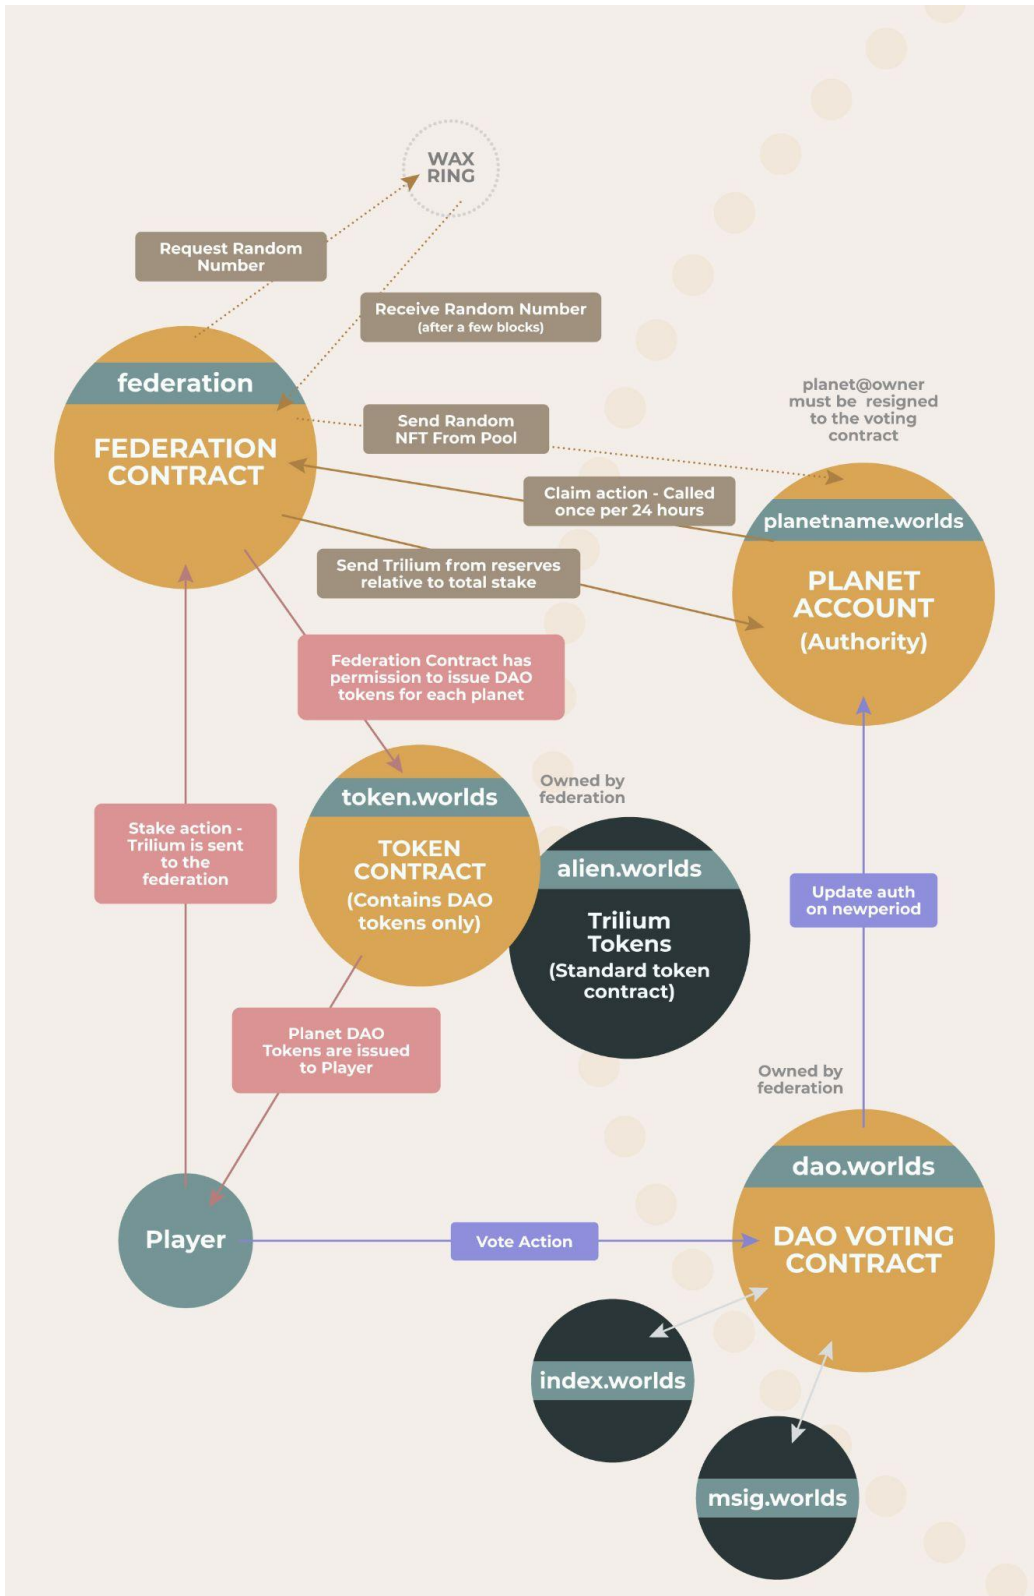 WAX
RING
Request Random
Number
Receive Random Number
(after a few blocks)
federation
FEDERATION
CONTRACT
Send Random
NFT From Pool
planet@owner
must be  resigned
to the voting
contract
Claim action - Called
once per 24 hours
planetname.worlds
PLANET
ACCOUNT
(Authority)
Send Trilium from reserves
relative to total stake
Federation Contract has
permission to issue DAO
tokens for each planet
token.worlds
TOKEN
CONTRACT
(Contains DAO
tokens only)
Owned by
federation
alien.worlds
Trilium
Tokens
(Standard token
contract)
Stake action -
Trilium is sent
to the
federation
Update auth
on newperiod
Planet DAO
Tokens are issued
to Player
Owned by
federation
dao.worlds
DAO VOTING
CONTRACT
Player
Vote Action
index.worlds
msig.worlds